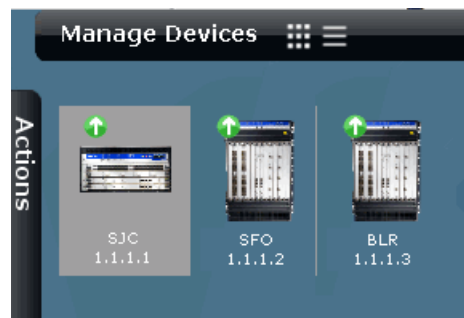 Manage Devices
Actions
SJC
1.1.1.1
SFO
1.1.1.2
BLR
1.1.1.3